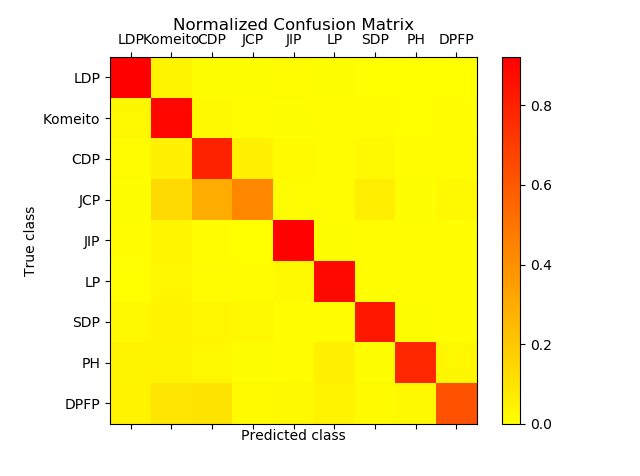 Normalized Confusion Matrix
LDP Komeito CDP JCP JIP LP SDP PH DPFP
LDP
Komeito
CDP
JCP
JIP
LP
SDP
PH
DPFP
True class
Predicted class
0.8
0.6
0.4
0.2
0.0